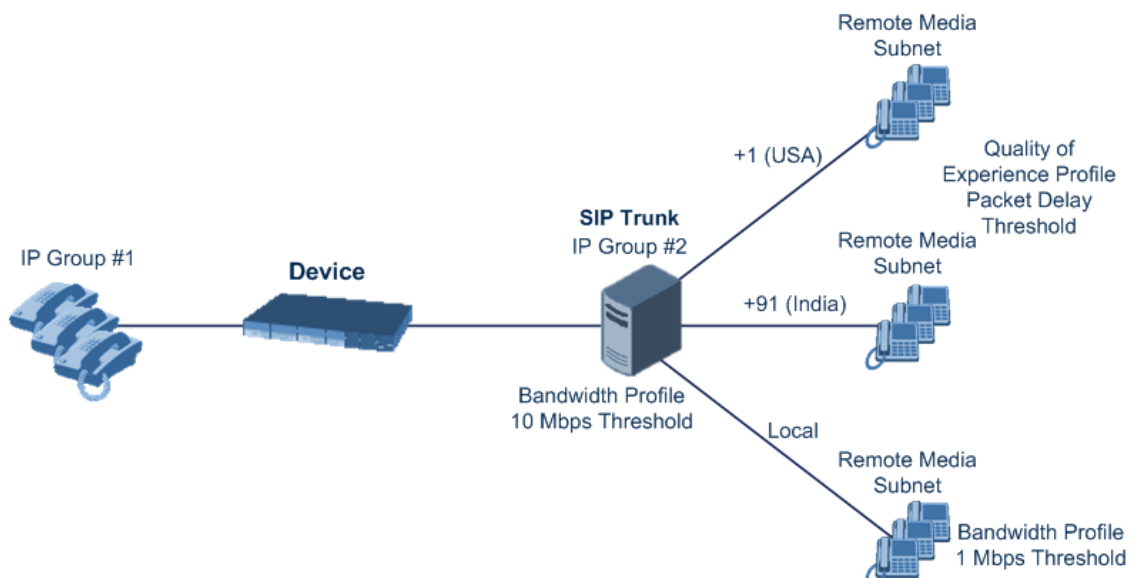 Remote Media
Subnet
+1 (USA)
Quality of
Experience Profile
Packet Delay
Threshold
SIP Trunk
IP Group #2
IP Group #1
Device
Remote Media
Subnet
+91 (India)
Bandwidth Profile
10 Mbps Threshold
Local
Remote Media
Subnet
Bandwidth Profile
1 Mbps Threshold